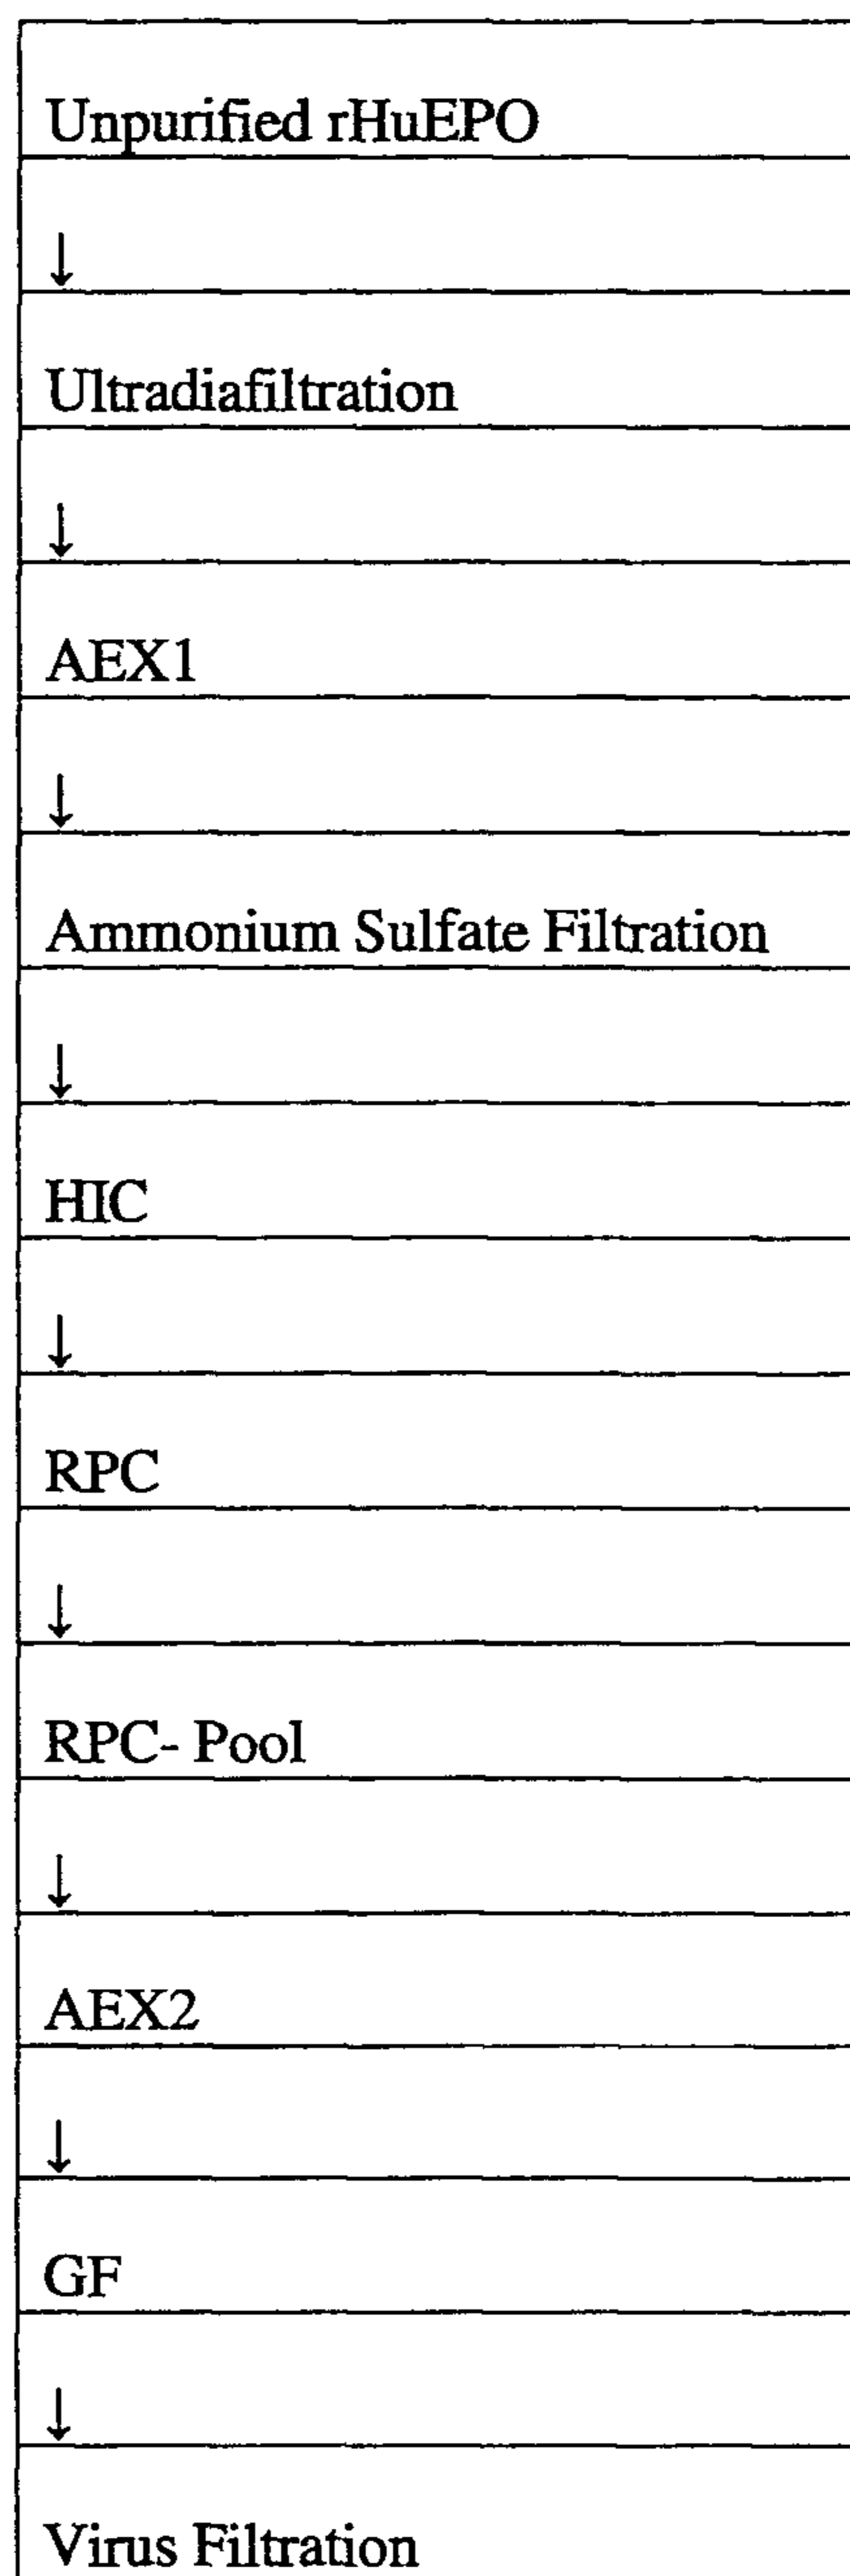 Unpurified rHuEPO
↓
Ultradiafiltration
↓
AEX1
↓
Ammonium Sulfate Filtration
↓
HIC
↓
RPC
↓
RPC- Pool
↓
AEX2
↓
GF
↓
Virus Filtration